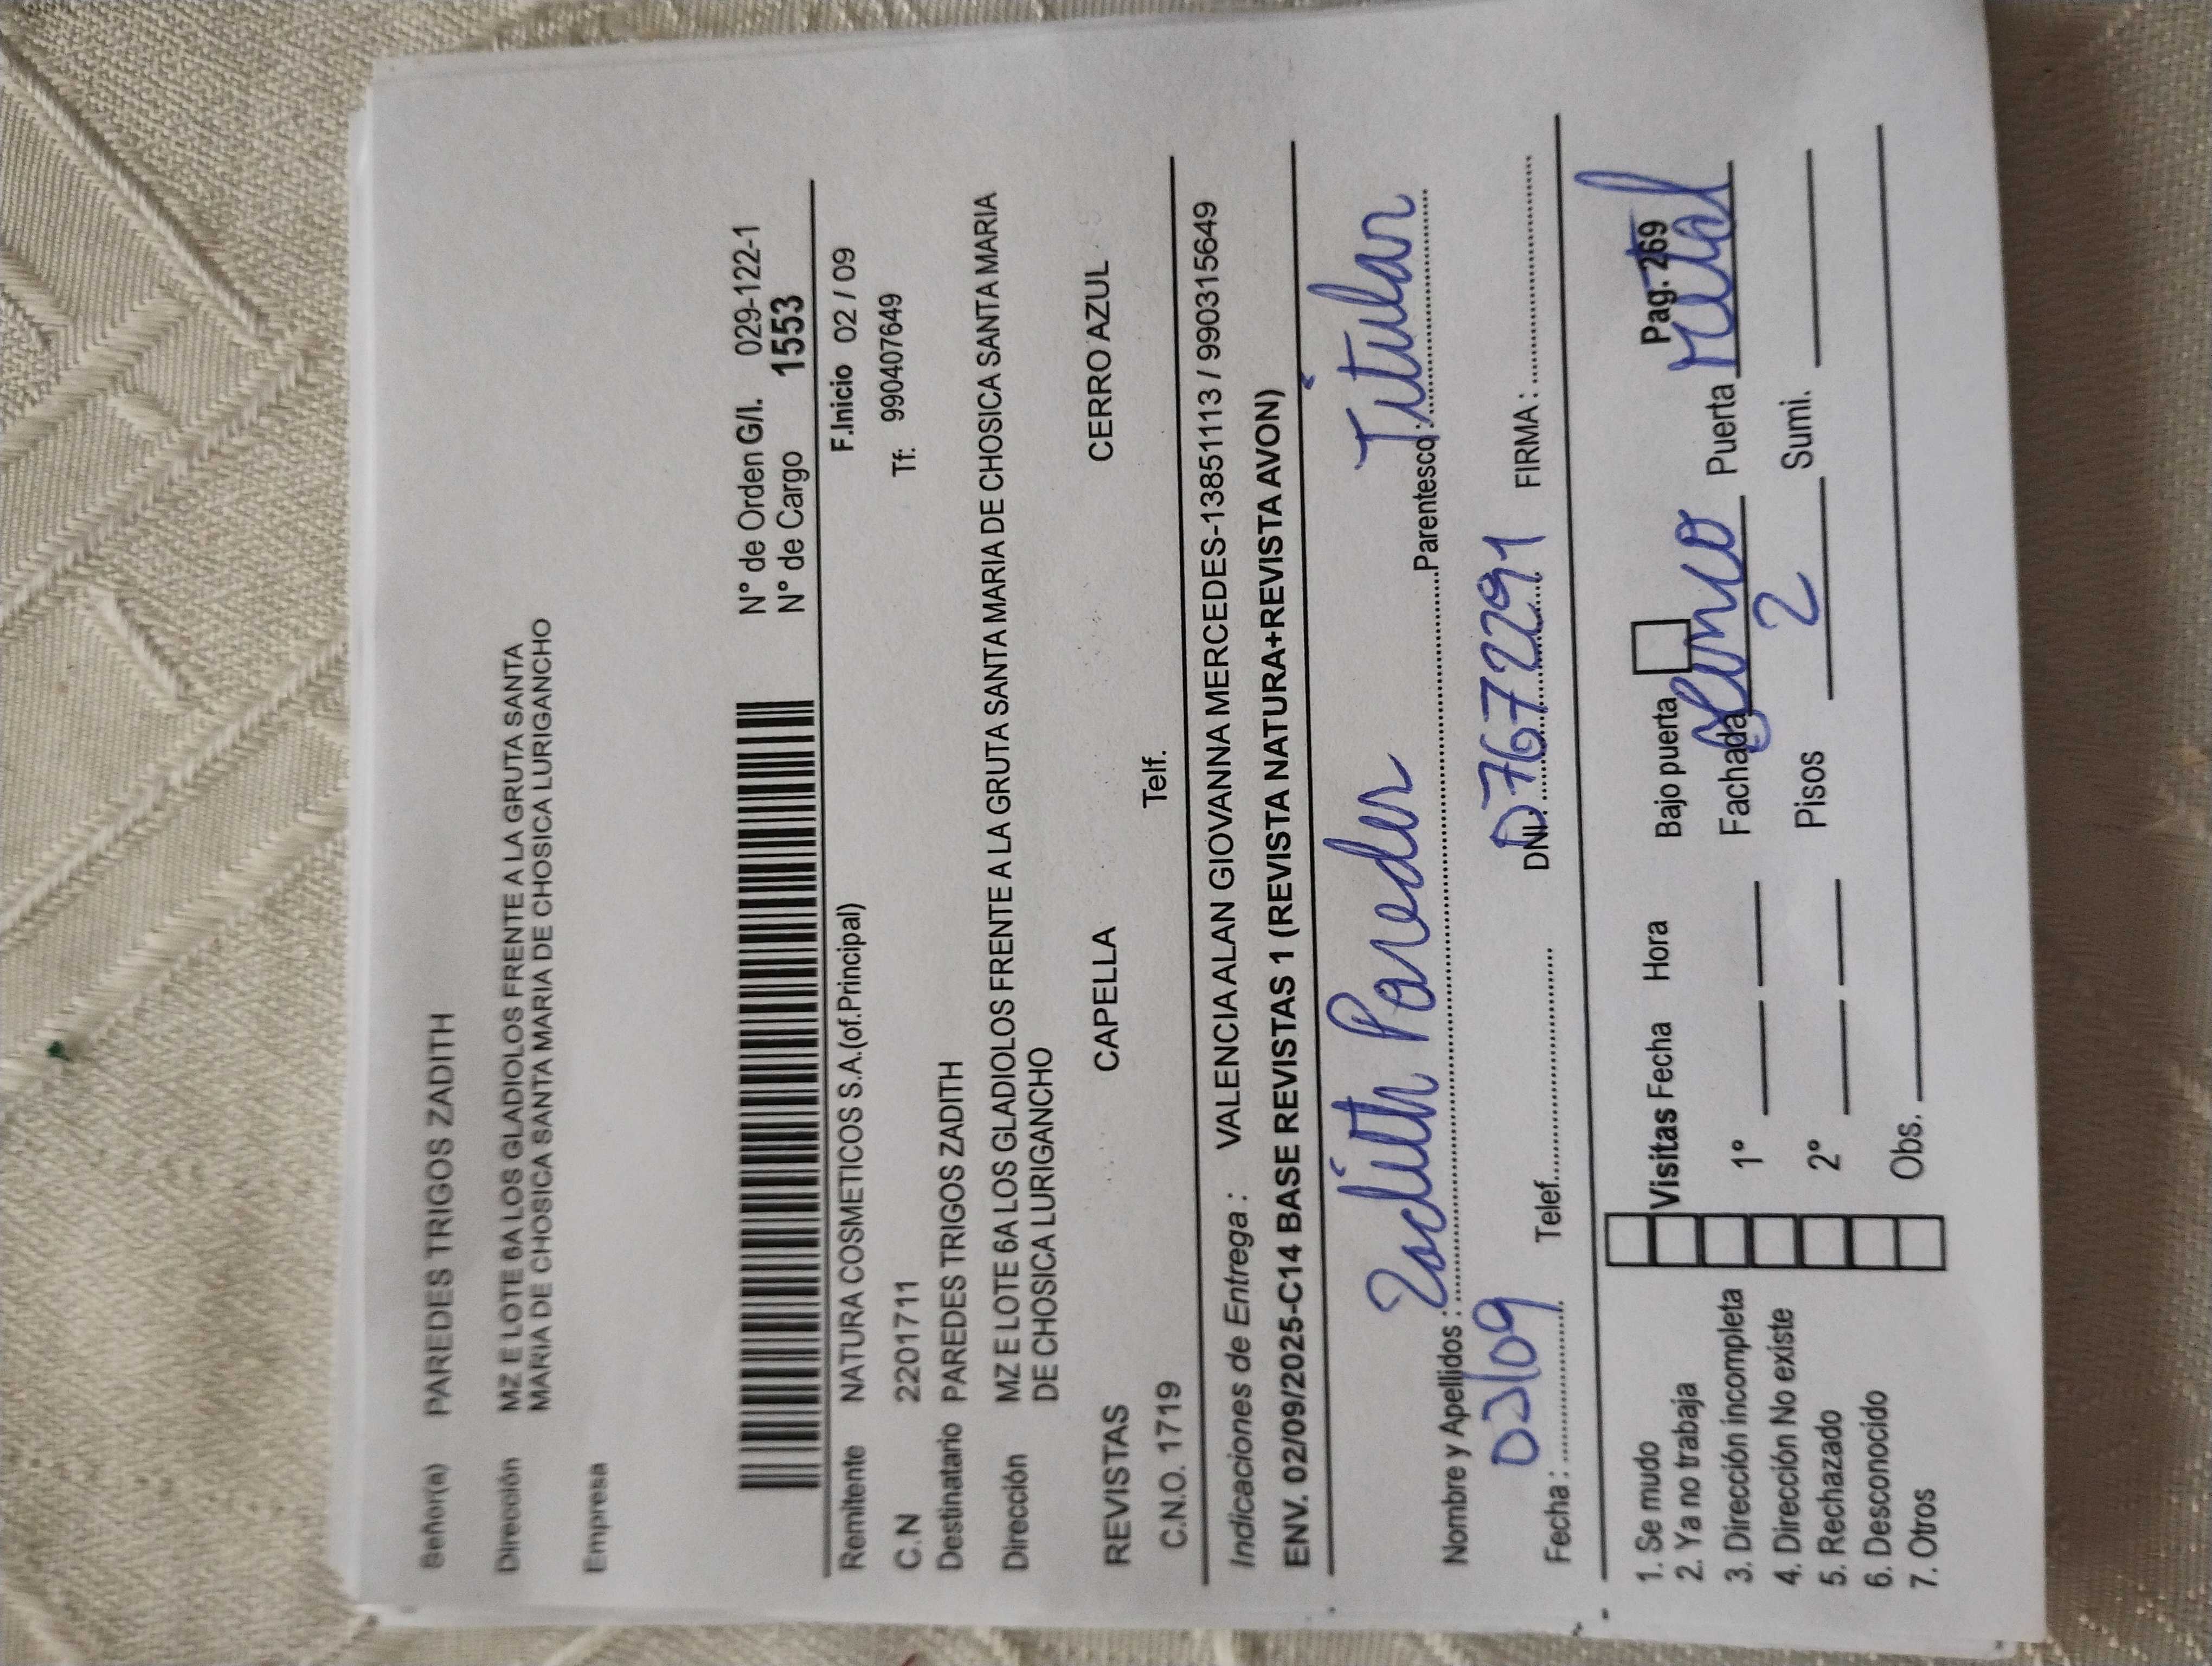 Señor(a) PAREDES TRIGOS ZADITH
Dirección MZ E LOTE 6A LOS GLADIOLOS FRENTE A LA GRUTA SANTA
MARIA DE CHOSICA SANTA MARIA DE CHOSICA LURIGANCHO
Empresa
N° de Orden G/I. 029-122-1
N° de Cargo 1553
Remitente NATURA COSMETICOS S.A.(of.Principal) F.Inicio 02 / 09
C.N 2201711 Tf: 990407649
Destinatario PAREDES TRIGOS ZADITH
Dirección MZ E LOTE 6A LOS GLADIOLOS FRENTE A LA GRUTA SANTA MARIA DE CHOSICA SANTA MARIA
DE CHOSICA LURIGANCHO
REVISTAS CAPELLA CERRO AZUL
C.N.O. 1719 Telf.
Indicaciones de Entrega : VALENCIA ALAN GIOVANNA MERCEDES-13851113 / 990315649
ENV. 02/09/2025-C14 BASE REVISTAS 1 (REVISTA NATURA+REVISTA AVON)
Nombre y Apellidos : Zadith Paredes Parentesco : Titular
Fecha : 03/09 Telef. DNI: D7672291 FIRMA :
Pag. 269
1. Se mudo Visitas Fecha Hora Bajo puerta
2. Ya no trabaja
3. Dirección incompleta 1° Fachada Puerta Metal
4. Dirección No existe
5. Rechazado 2° Pisos 2 Sumi.
6. Desconocido
7. Otros Obs.